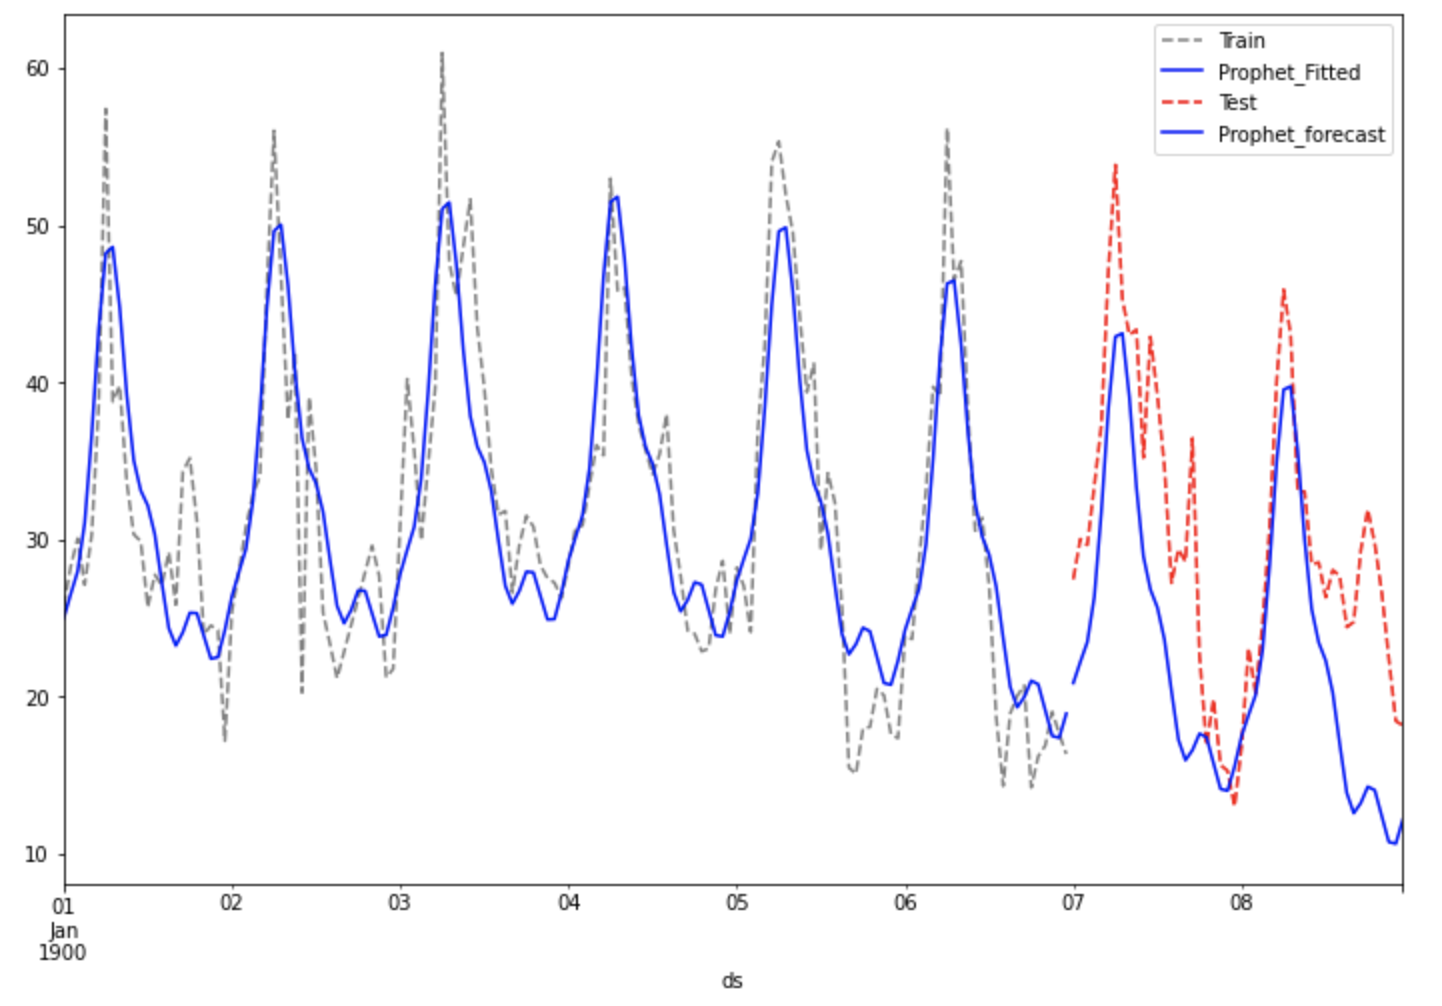 Train
Prophet_Fitted
Test
Prophet_forecast
60
50
40
30
20
10
01 02 03 04 05 06 07 08
Jan
1900
ds